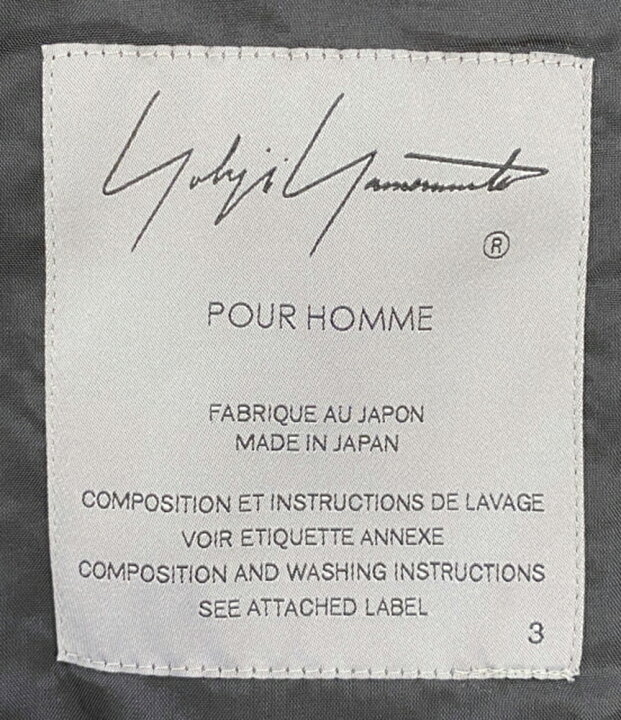 Yohji Yamamoto
®
POUR HOMME
FABRIQUE AU JAPON
MADE IN JAPAN
COMPOSITION ET INSTRUCTIONS DE LAVAGE
VOIR ETIQUETTE ANNEXE
COMPOSITION AND WASHING INSTRUCTIONS
SEE ATTACHED LABEL
3